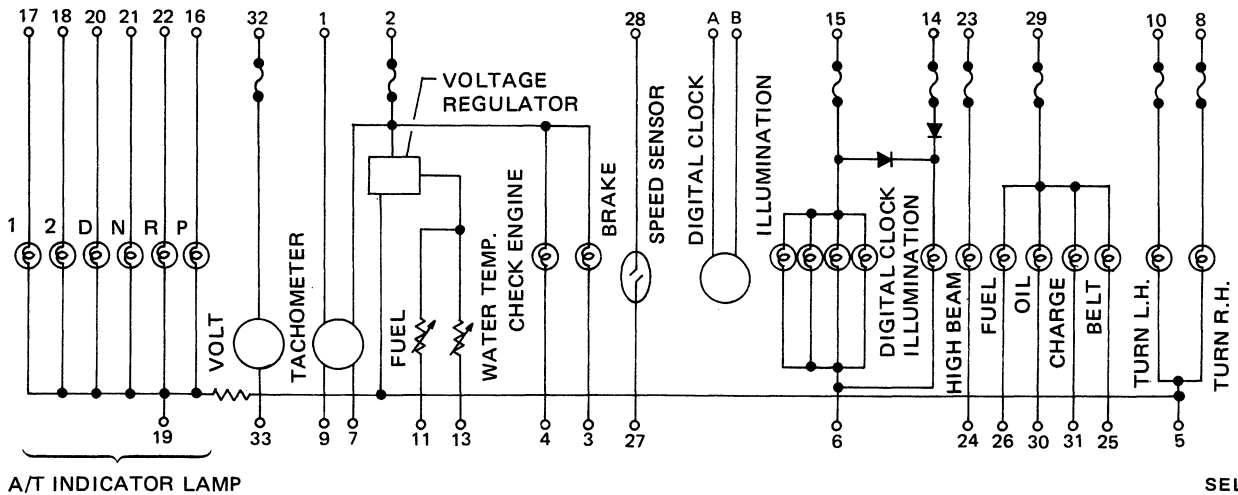 17 18 20 21 22 16 32 1 2 28 A B 15 14 23 29 10 8
VOLTAGE
REGULATOR
1 2 D N R P
VOLT
TACHOMETER
FUEL
WATER TEMP.
CHECK ENGINE
BRAKE
SPEED SENSOR
DIGITAL CLOCK
ILLUMINATION
DIGITAL CLOCK
ILLUMINATION
HIGH BEAM
FUEL
OIL
CHARGE
BELT
TURN L.H.
TURN R.H.
19 33 9 7 11 13 4 3 27 6 24 26 30 31 25 5
A/T INDICATOR LAMP
SEL